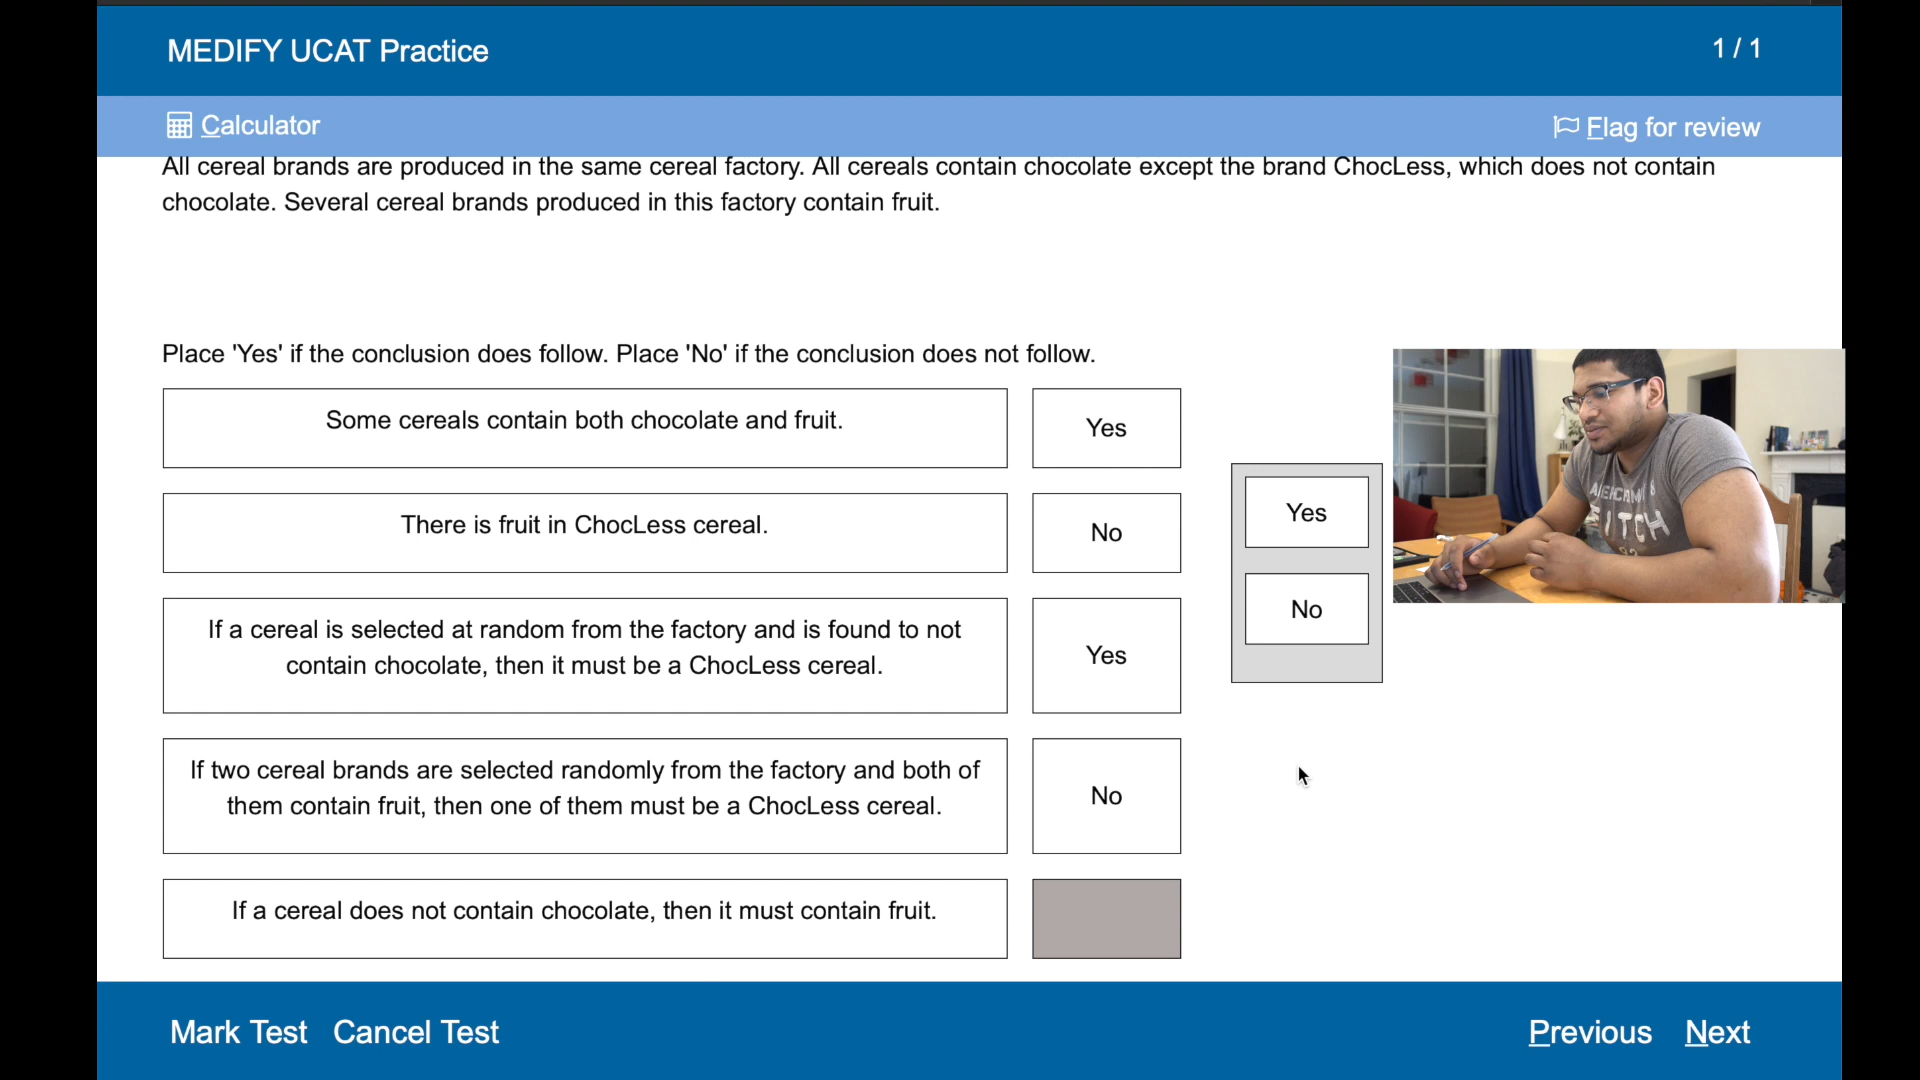 MEDIFY UCAT Practice
1 / 1
Calculator
Flag for review
All cereal brands are produced in the same cereal factory. All cereals contain chocolate except the brand ChocLess, which does not contain
chocolate. Several cereal brands produced in this factory contain fruit.
Place 'Yes' if the conclusion does follow. Place 'No' if the conclusion does not follow.
Some cereals contain both chocolate and fruit.
Yes
There is fruit in ChocLess cereal.
No
Yes
No
If a cereal is selected at random from the factory and is found to not
contain chocolate, then it must be a ChocLess cereal.
Yes
If two cereal brands are selected randomly from the factory and both of
them contain fruit, then one of them must be a ChocLess cereal.
No
If a cereal does not contain chocolate, then it must contain fruit.
Mark Test
Cancel Test
Previous
Next